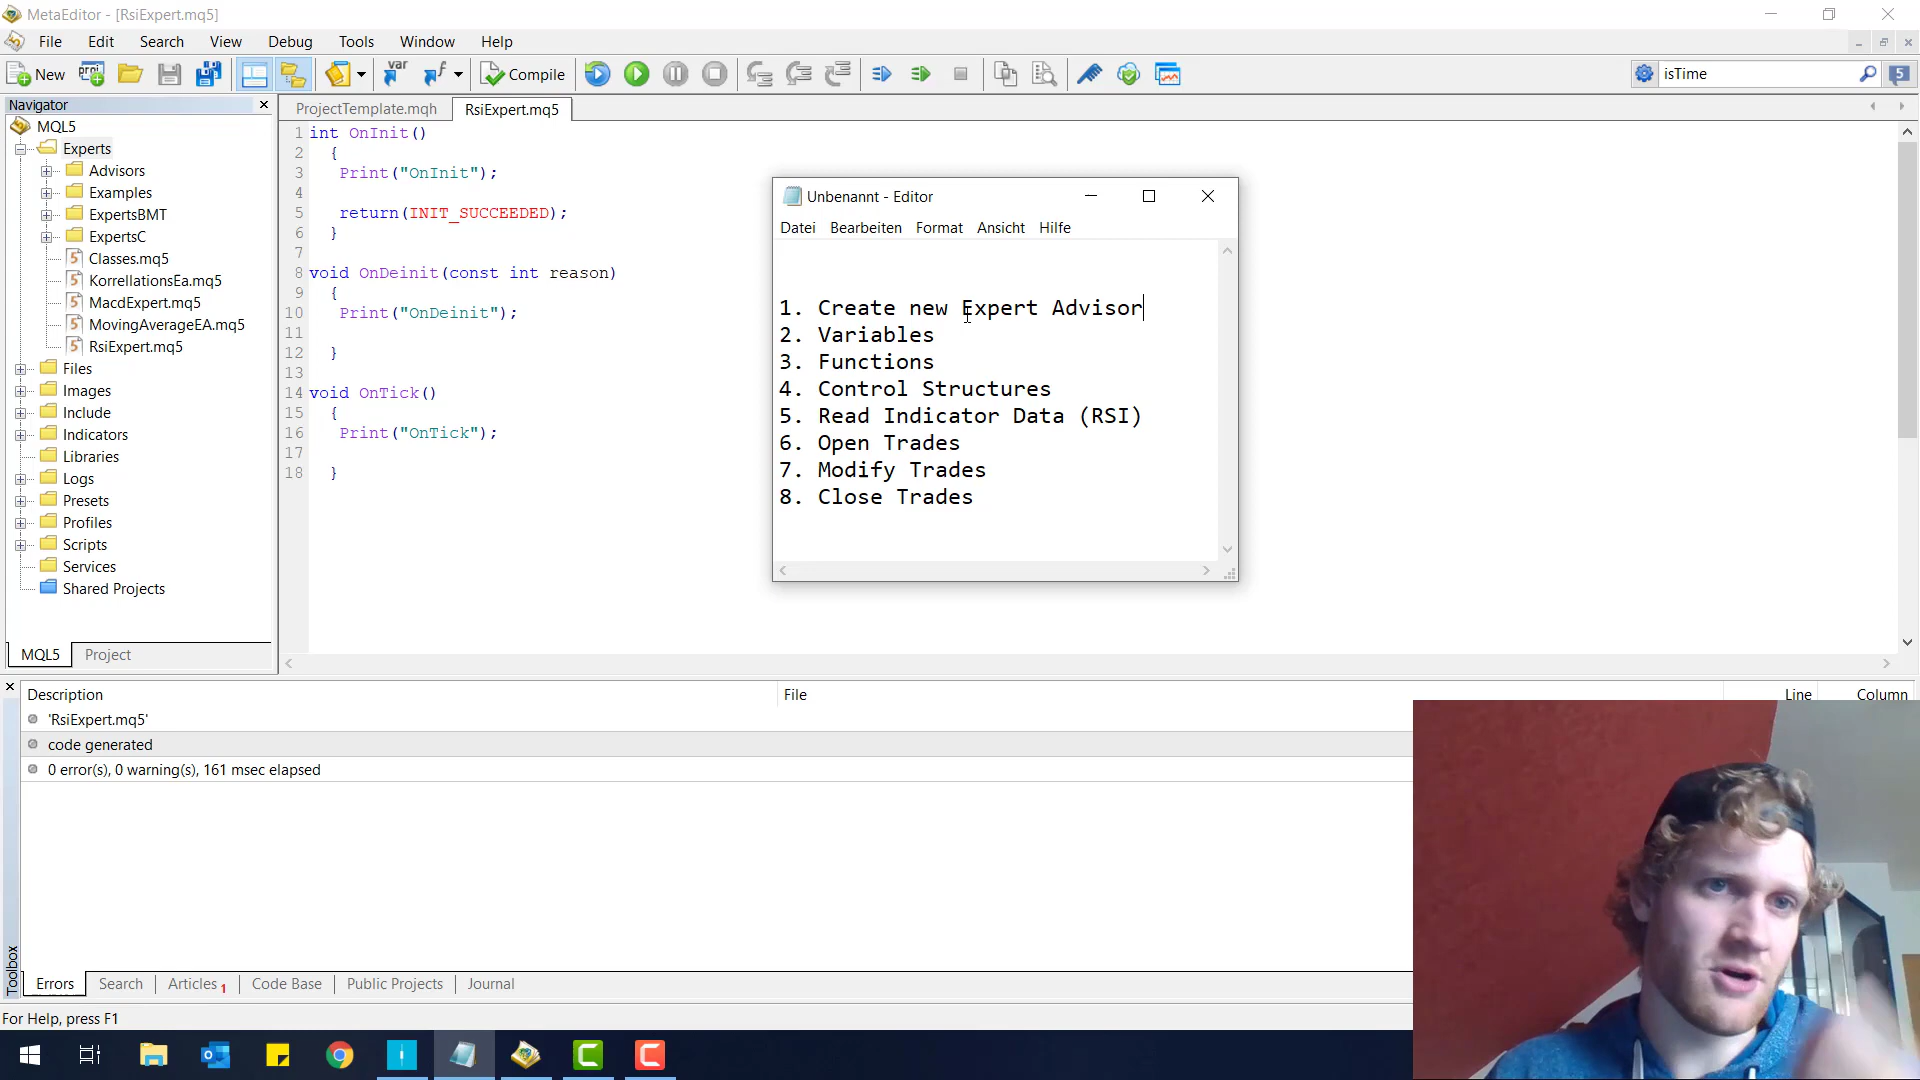 MetaEditor - [RsiExpert.mq5]
File Edit Search View Debug Tools Window Help
New var f Compile isTime 5
Navigator
ProjectTemplate.mqh RsiExpert.mq5
MQL5
Experts
Advisors
Examples
ExpertsBMT
ExpertsC
Classes.mq5
KorrellationsEa.mq5
MacdExpert.mq5
MovingAverageEA.mq5
RsiExpert.mq5
Files
Images
Include
Indicators
Libraries
Logs
Presets
Profiles
Scripts
Services
Shared Projects
MQL5 Project
1 int OnInit()
2 {
3 Print("OnInit");
4
5 return(INIT_SUCCEEDED);
6 }
7
8 void OnDeinit(const int reason)
9 {
10 Print("OnDeinit");
11
12 }
13
14 void OnTick()
15 {
16 Print("OnTick");
17
18 }
Unbenannt - Editor
Datei Bearbeiten Format Ansicht Hilfe
1. Create new Expert Advisor
2. Variables
3. Functions
4. Control Structures
5. Read Indicator Data (RSI)
6. Open Trades
7. Modify Trades
8. Close Trades
Description File Line Column
'RsiExpert.mq5'
code generated
0 error(s), 0 warning(s), 161 msec elapsed
Toolbox
Errors Search Articles 1 Code Base Public Projects Journal
For Help, press F1